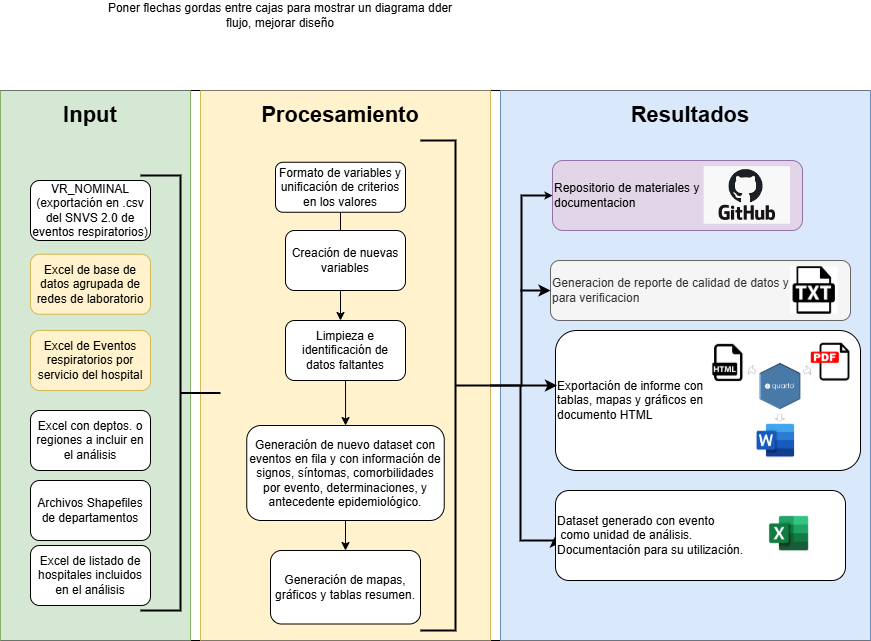 Poner flechas gordas entre cajas para mostrar un diagrama dder
flujo, mejorar diseño
Input
VR_NOMINAL
(exportación en .csv
del SNVS 2.0 de
eventos respiratorios)
Excel de base de
datos agrupada de
redes de laboratorio
Excel de Eventos
respiratorios por
servicio del hospital
Excel con deptos. o
regiones a incluir en
el análisis
Archivos Shapefiles
de departamentos
Excel de listado de
hospitales incluidos
en el análisis
Procesamiento
Formato de variables y
unificación de criterios
en los valores
Creación de nuevas
variables
Limpieza e
identificación de
datos faltantes
Generación de nuevo dataset con
eventos en fila y con información de
signos, síntomas, comorbilidades
por evento, determinaciones, y
antecedente epidemiológico.
Generación de mapas,
gráficos y tablas resumen.
Resultados
Repositorio de materiales y
documentacion
GitHub
Generacion de reporte de calidad de datos y
para verificacion
TXT
Exportación de informe con
tablas, mapas y gráficos en
documento HTML
HTML
quarto
PDF
W
Dataset generado con evento
como unidad de análisis.
Documentación para su utilización.
X